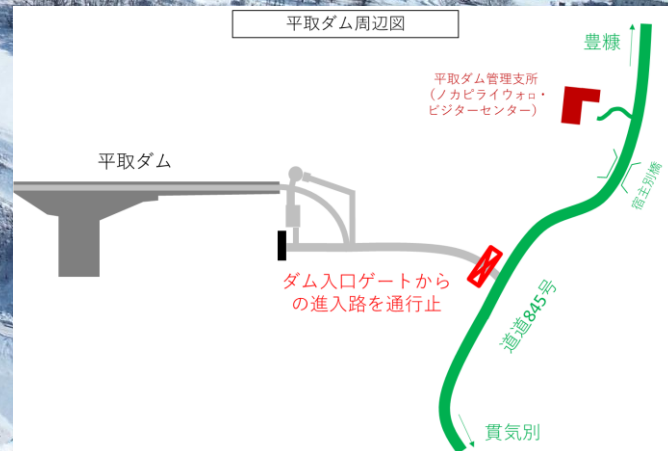 平取ダム周辺図
豊糠
平取ダム管理支所
（ノカピライウォㇿ・
ビジターセンター）
平取ダム
宿主別橋
ダム入口ゲートから
の進入路を通行止
道道845号
貫気別